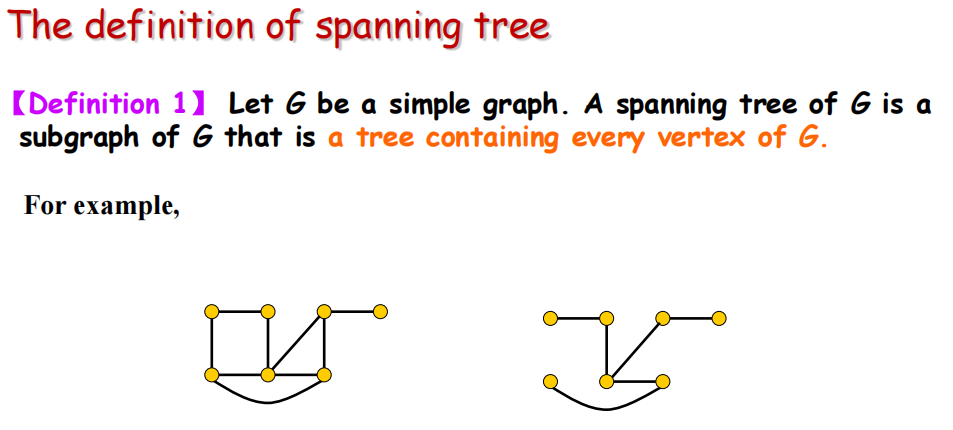 The definition of spanning tree
【Definition 1】 Let G be a simple graph. A spanning tree of G is a
subgraph of G that is a tree containing every vertex of G.
For example,